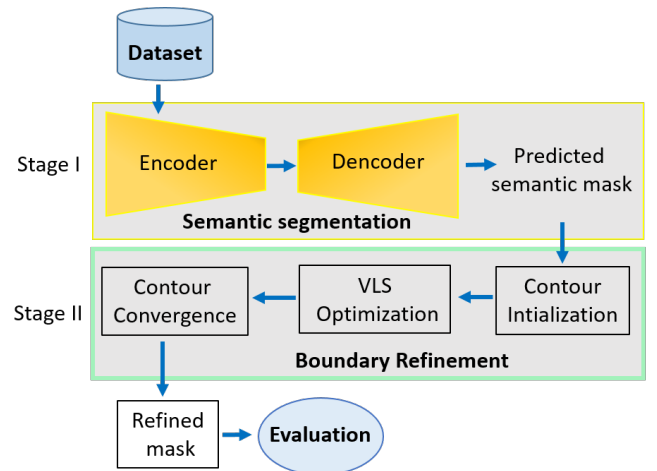 Dataset
Stage I
Encoder
Dencoder
Predicted
semantic mask
Semantic segmentation
Stage II
Contour
Convergence
VLS
Optimization
Contour
Intialization
Boundary Refinement
Refined
mask
Evaluation